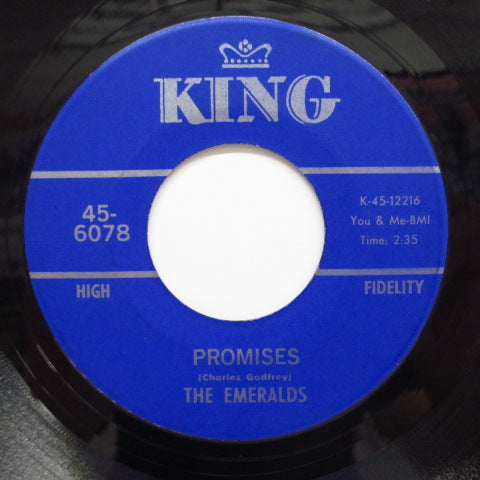 KING
45-
6078
K-45-12216
You & Me-BMI
Time: 2:35
HIGH FIDELITY
PROMISES
(Charles Godfrey)
THE EMERALDS